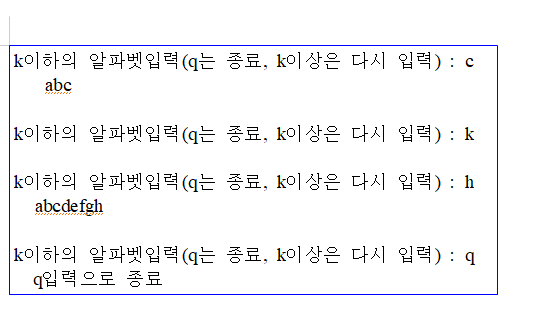 k이하의 알파벳입력(q는 종료, k이상은 다시 입력) : c
abc
k이하의 알파벳입력(q는 종료, k이상은 다시 입력) : k
k이하의 알파벳입력(q는 종료, k이상은 다시 입력) : h
abcdefgh
k이하의 알파벳입력(q는 종료, k이상은 다시 입력) : q
q입력으로 종료